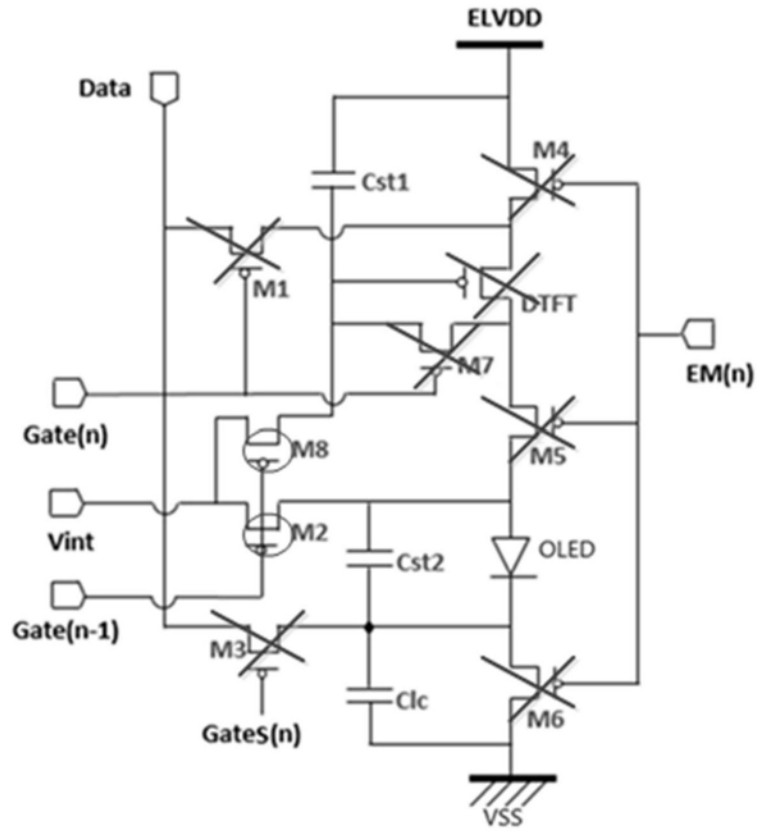 ELVDD
Data
M4
Cst1
M1
DTFT
M7
EM(n)
Gate(n)
M8
M5
Vint
M2
OLED
Cst2
Gate(n-1)
M3
Clc
M6
GateS(n)
VSS